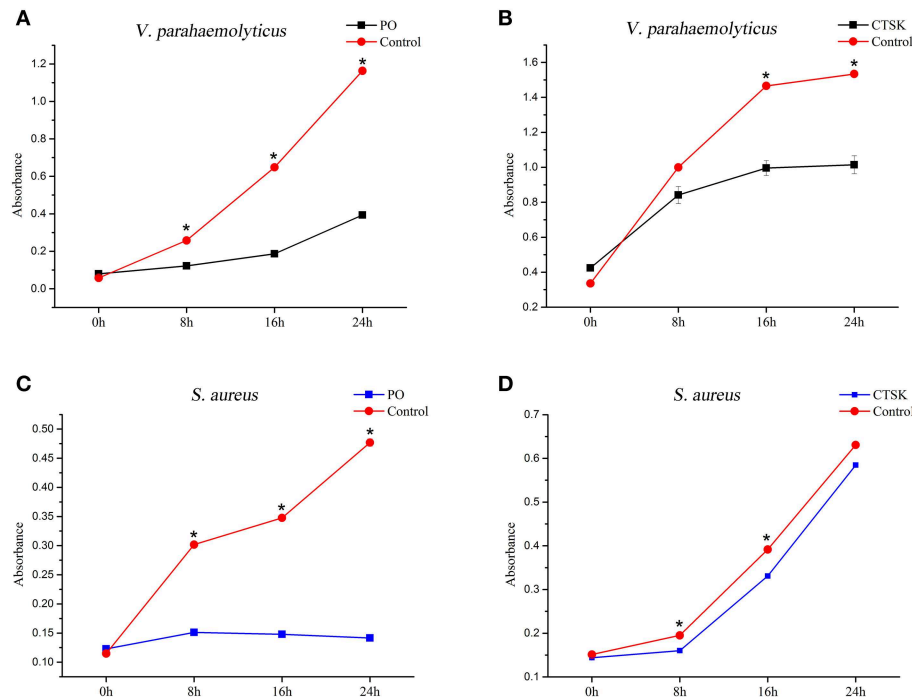 A
V. parahaemolyticus
PO
Control
Absorbance
1.2
1.0
0.8
0.6
0.4
0.2
0.0
0h 8h 16h 24h
*
*
*
B
V. parahaemolyticus
CTSK
Control
Absorbance
1.6
1.4
1.2
1.0
0.8
0.6
0.4
0.2
0h 8h 16h 24h
*
*
C
S. aureus
PO
Control
Absorbance
0.50
0.45
0.40
0.35
0.30
0.25
0.20
0.15
0.10
0h 8h 16h 24h
*
*
*
D
S. aureus
CTSK
Control
Absorbance
0.7
0.6
0.5
0.4
0.3
0.2
0.1
0h 8h 16h 24h
*
*